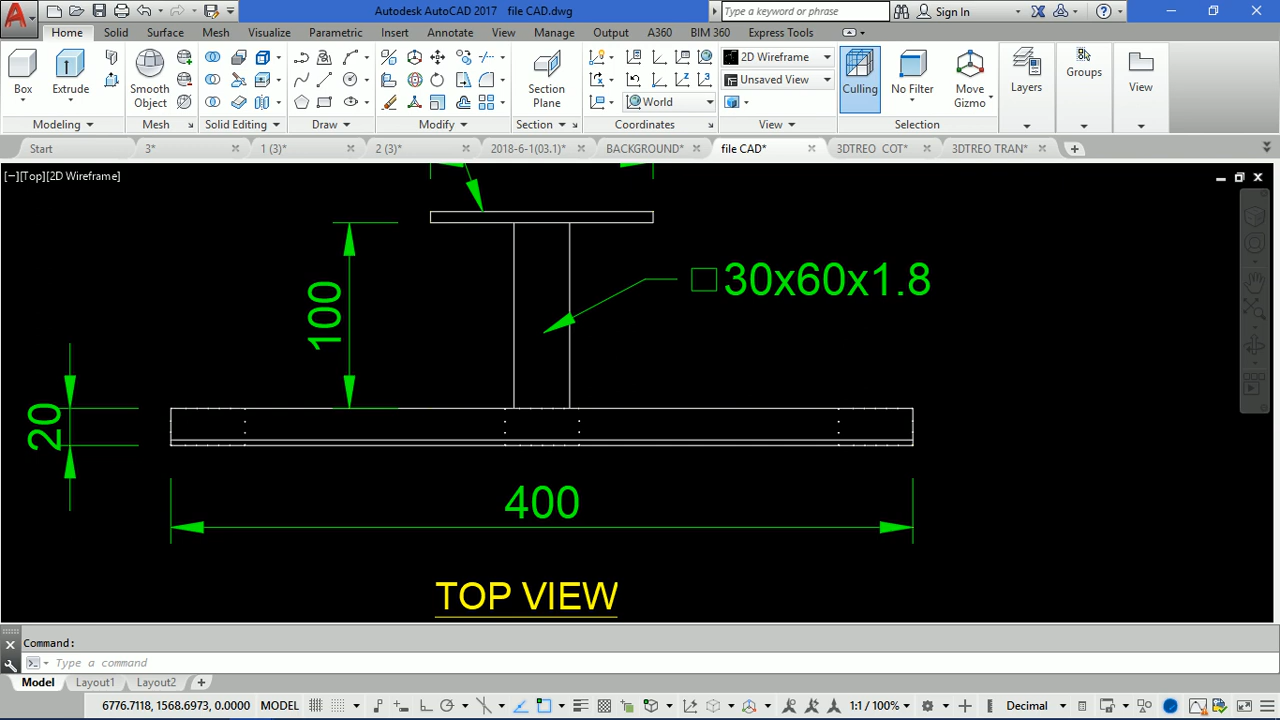 Autodesk AutoCAD 2017 file CAD.dwg
Type a keyword or phrase
Sign In
Home Solid Surface Mesh Visualize Parametric Insert Annotate View Manage Output A360 BIM 360 Express Tools
Box Extrude Smooth Object Section Plane 2D Wireframe Unsaved View World Culling No Filter Move Gizmo Layers Groups View
Modeling Mesh Solid Editing Draw Modify Section Coordinates View Selection
Start 3* 1 (3)* 2 (3)* 2018-6-1(03.1)* BACKGROUND* file CAD* 3DTREO COT* 3DTREO TRAN*
[−][Top][2D Wireframe]
30x60x1.8
100
20
400
TOP VIEW
Command:
Type a command
Model Layout1 Layout2
6776.7118, 1568.6973, 0.0000 MODEL 1:1 / 100% Decimal